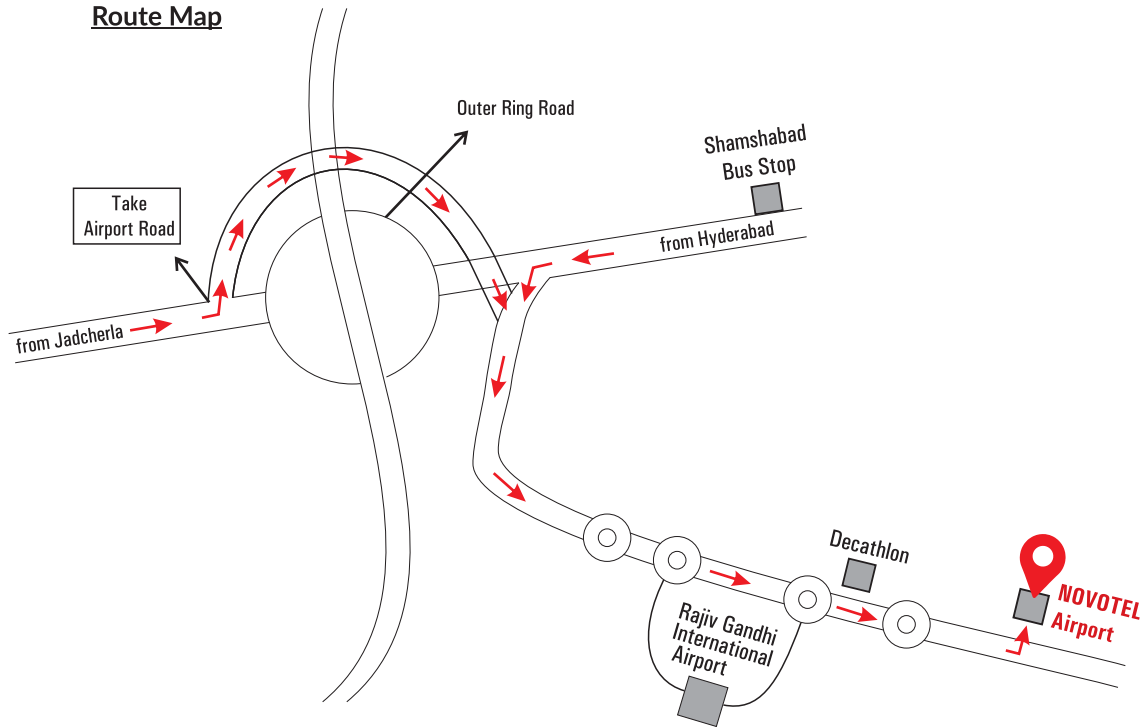 Route Map
Outer Ring Road
Shamshabad
Bus Stop
Take
Airport Road
from Hyderabad
from Jadcherla
Decathlon
Rajiv Gandhi
International
Airport
NOVOTEL
Airport